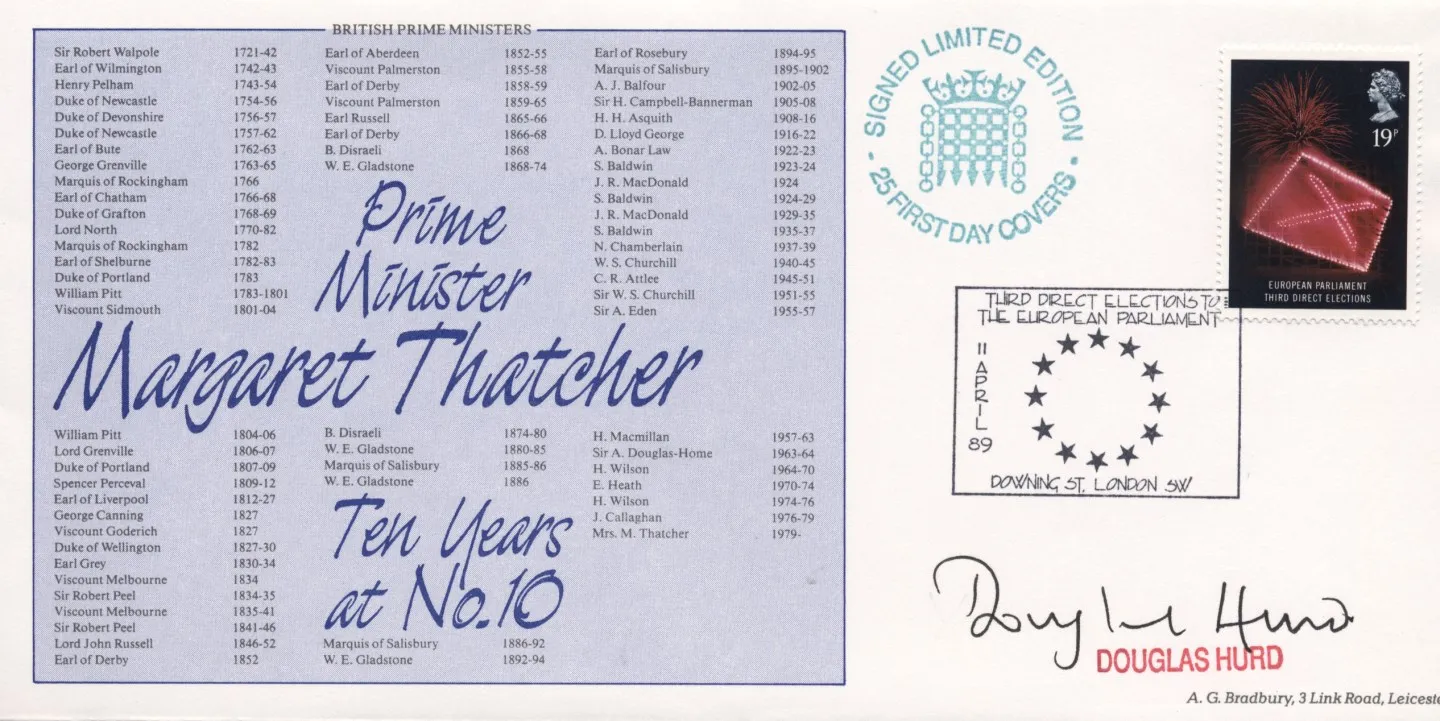 BRITISH PRIME MINISTERS
Sir Robert Walpole 1721-42
Earl of Wilmington 1742-43
Henry Pelham 1743-54
Duke of Newcastle 1754-56
Duke of Devonshire 1756-57
Duke of Newcastle 1757-62
Earl of Bute 1762-63
George Grenville 1763-65
Marquis of Rockingham 1766
Earl of Chatham 1766-68
Duke of Grafton 1768-69
Lord North 1770-82
Marquis of Rockingham 1782
Earl of Shelburne 1782-83
Duke of Portland 1783
William Pitt 1783-1801
Viscount Sidmouth 1801-04
Earl of Aberdeen 1852-55
Viscount Palmerston 1855-58
Earl of Derby 1858-59
Viscount Palmerston 1859-65
Earl Russell 1865-66
Earl of Derby 1866-68
B. Disraeli 1868
W. E. Gladstone 1868-74
Earl of Rosebury 1894-95
Marquis of Salisbury 1895-1902
A. J. Balfour 1902-05
Sir H. Campbell-Bannerman 1905-08
H. H. Asquith 1908-16
D. Lloyd George 1916-22
A. Bonar Law 1922-23
S. Baldwin 1923-24
J. R. MacDonald 1924
S. Baldwin 1924-29
J. R. MacDonald 1929-35
S. Baldwin 1935-37
N. Chamberlain 1937-39
W. S. Churchill 1940-45
C. R. Attlee 1945-51
Sir W. S. Churchill 1951-55
Sir A. Eden 1955-57
Prime
Minister
Margaret Thatcher
William Pitt 1804-06
Lord Grenville 1806-07
Duke of Portland 1807-09
Spencer Perceval 1809-12
Earl of Liverpool 1812-27
George Canning 1827
Viscount Goderich 1827
Duke of Wellington 1827-30
Earl Grey 1830-34
Viscount Melbourne 1834
Sir Robert Peel 1834-35
Viscount Melbourne 1835-41
Sir Robert Peel 1841-46
Lord John Russell 1846-52
Earl of Derby 1852
B. Disraeli 1874-80
W. E. Gladstone 1880-85
Marquis of Salisbury 1885-86
W. E. Gladstone 1886
Ten Years
at No.10
Marquis of Salisbury 1886-92
W. E. Gladstone 1892-94
H. Macmillan 1957-63
Sir A. Douglas-Home 1963-64
H. Wilson 1964-70
E. Heath 1970-74
H. Wilson 1974-76
J. Callaghan 1976-79
Mrs. M. Thatcher 1979-
SIGNED LIMITED EDITION
· 25 FIRST DAY COVERS ·
19P
EUROPEAN PARLIAMENT
THIRD DIRECT ELECTIONS
THIRD DIRECT ELECTIONS TO
THE EUROPEAN PARLIAMENT
11 APRIL 89
DOWNING ST. LONDON SW
Douglas Hurd
DOUGLAS HURD
A. G. Bradbury, 3 Link Road, Leiceste